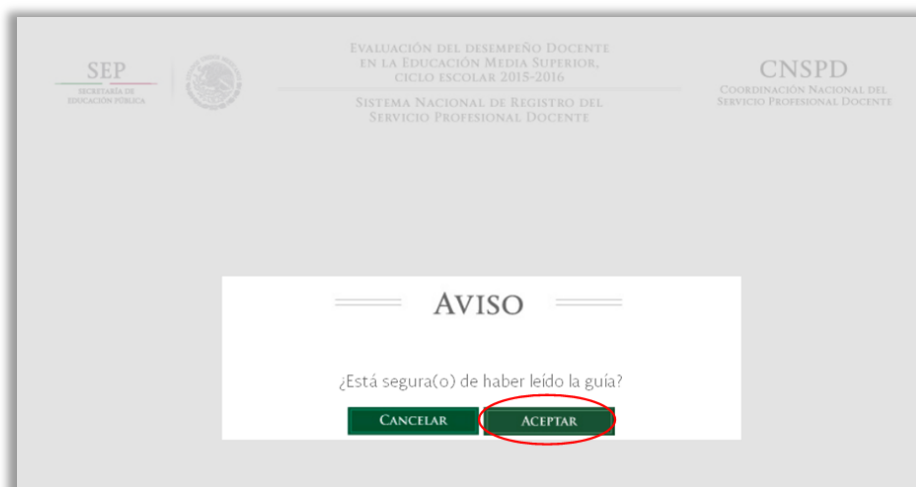 SEP
SECRETARÍA DE
EDUCACIÓN PÚBLICA
EVALUACIÓN DEL DESEMPEÑO DOCENTE
EN LA EDUCACIÓN MEDIA SUPERIOR,
CICLO ESCOLAR 2015-2016
SISTEMA NACIONAL DE REGISTRO DEL
SERVICIO PROFESIONAL DOCENTE
CNSPD
COORDINACIÓN NACIONAL DEL
SERVICIO PROFESIONAL DOCENTE
AVISO
¿Está segura(o) de haber leído la guía?
CANCELAR
ACEPTAR